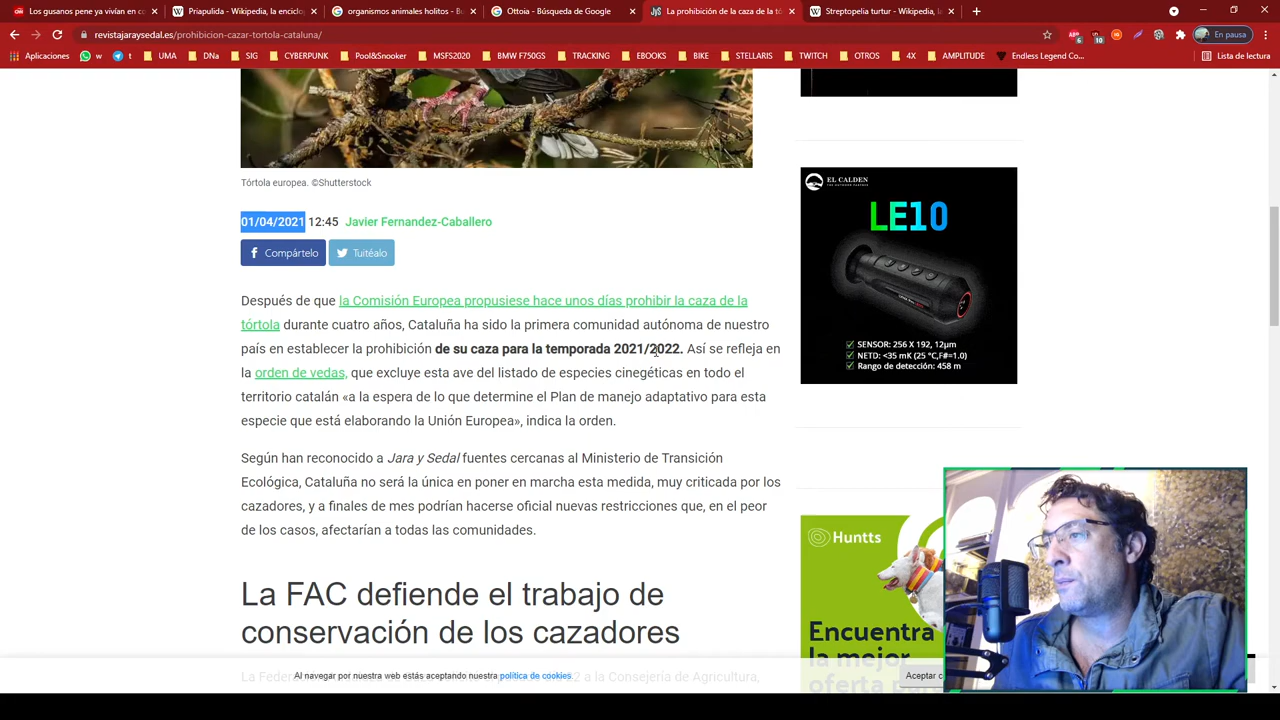 Los gusanos pene ya vivían en c
Priapulida - Wikipedia, la enciclop
organismos animales holitos - Bu
Ottoia - Búsqueda de Google
La prohibición de la caza de la tó
Streptopelia turtur - Wikipedia, la
revistajaraysedal.es/prohibicion-cazar-tortola-cataluna/
En pausa
Aplicaciones
w
t
UMA
DNa
SIG
CYBERPUNK
Pool&Snooker
MSFS2020
BMW F750GS
TRACKING
EBOOKS
BIKE
STELLARIS
TWITCH
OTROS
4X
AMPLITUDE
Endless Legend Co...
Lista de lectura
Tórtola europea. ©Shutterstock
01/04/2021 12:45 Javier Fernandez-Caballero
Compártelo
Tuitéalo
Después de que la Comisión Europea propusiese hace unos días prohibir la caza de la
tórtola durante cuatro años, Cataluña ha sido la primera comunidad autónoma de nuestro
país en establecer la prohibición de su caza para la temporada 2021/2022. Así se refleja en
la orden de vedas, que excluye esta ave del listado de especies cinegéticas en todo el
territorio catalán «a la espera de lo que determine el Plan de manejo adaptativo para esta
especie que está elaborando la Unión Europea», indica la orden.
Según han reconocido a Jara y Sedal fuentes cercanas al Ministerio de Transición
Ecológica, Cataluña no será la única en poner en marcha esta medida, muy criticada por los
cazadores, y a finales de mes podrían hacerse oficial nuevas restricciones que, en el peor
de los casos, afectarían a todas las comunidades.
La FAC defiende el trabajo de
conservación de los cazadores
Al navegar por nuestra web estás aceptando nuestra política de cookies.
Aceptar c
EL CALDEN
LE10
SENSOR: 256 X 192, 12µm
NETD: <35 mK (25 °C,F#=1.0)
Rango de detección: 458 m
Huntts
Encuentra
la mejor
oferta para